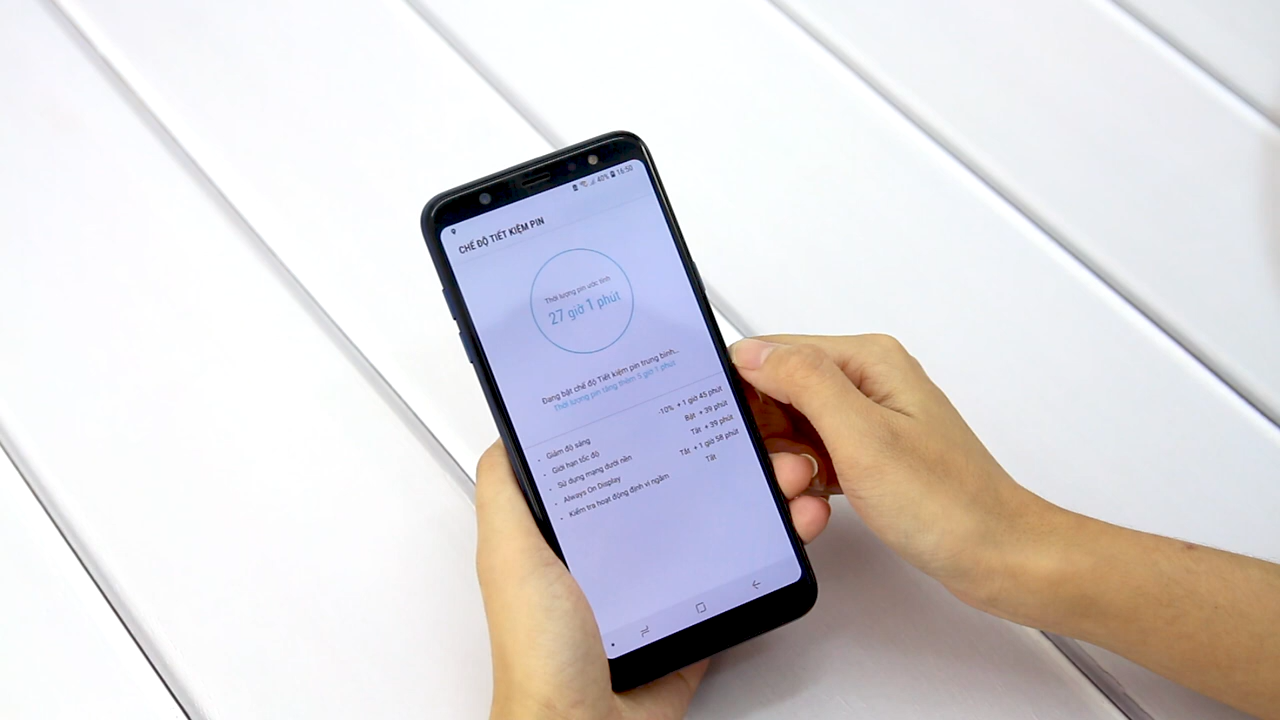 40% 16:50
CHẾ ĐỘ TIẾT KIỆM PIN
Thời lượng pin ước tính
27 giờ 1 phút
Đang bật chế độ Tiết kiệm pin trung bình...
Thời lượng pin tăng thêm 5 giờ 1 phút
• Giảm độ sáng -10% + 1 giờ 45 phút
• Giới hạn tốc độ Bật + 39 phút
• Sử dụng mạng dưới nền Tắt + 39 phút
• Always On Display Tắt + 1 giờ 58 phút
• Kiểm tra hoạt động định vị ngầm Tắt